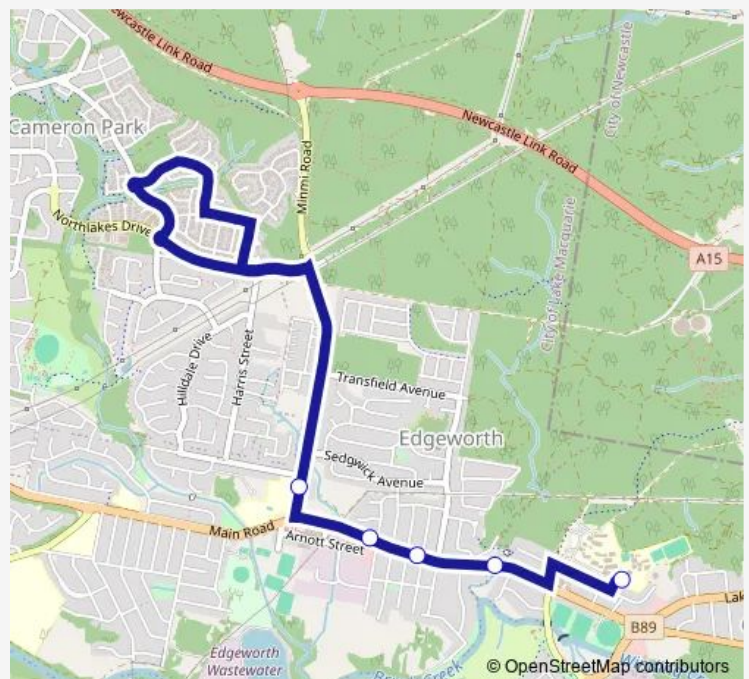 Newcastle Link Road
Cameron Park
Minmi Road
Newcastle Link Road
City of Newcastle
Northlakes Drive
City of Lake Macquarie
A15
Hilldale Drive
Harris Street
Transfield Avenue
Edgeworth
Sedgwick Avenue
Main Road
Arnott Street
B89
Edgeworth
Wastewater
© OpenStreetMap contributors